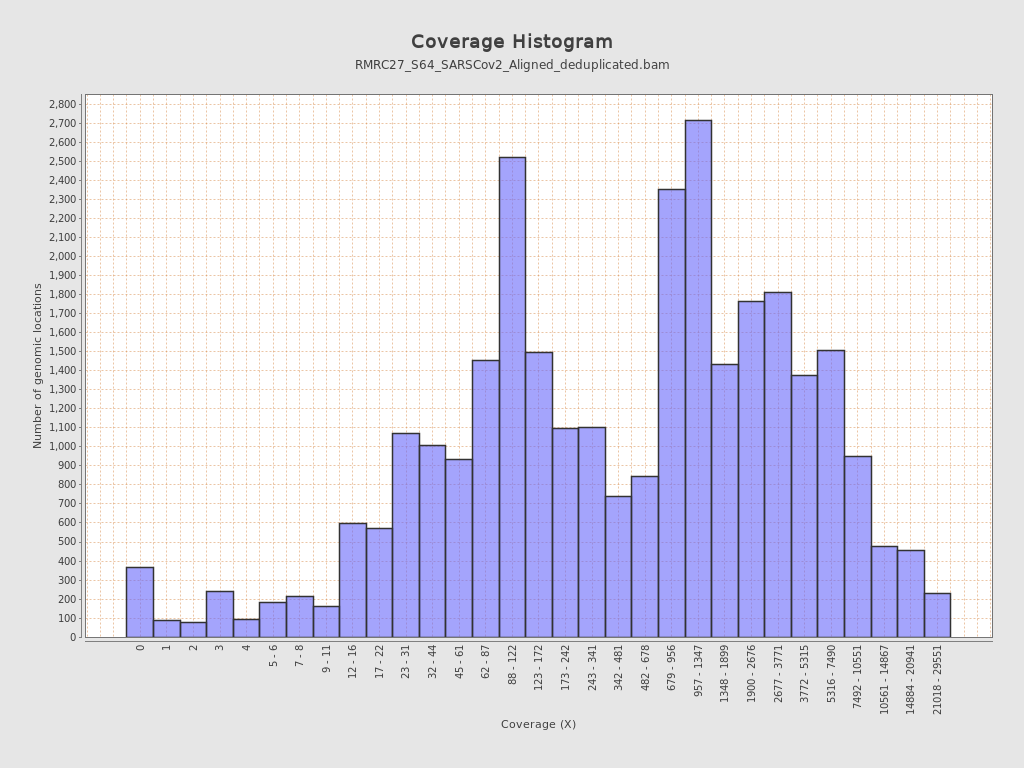 Coverage Histogram
RMRC27_S64_SARSCov2_Aligned_deduplicated.bam
Number of genomic locations
2,800
2,700
2,600
2,500
2,400
2,300
2,200
2,100
2,000
1,900
1,800
1,700
1,600
1,500
1,400
1,300
1,200
1,100
1,000
900
800
700
600
500
400
300
200
100
0
0
1
2
3
4
5 - 6
7 - 8
9 - 11
12 - 16
17 - 22
23 - 31
32 - 44
45 - 61
62 - 87
88 - 122
123 - 172
173 - 242
243 - 341
342 - 481
482 - 678
679 - 956
957 - 1347
1348 - 1899
1900 - 2676
2677 - 3771
3772 - 5315
5316 - 7490
7492 - 10551
10561 - 14867
14884 - 20941
21018 - 29551
Coverage (X)